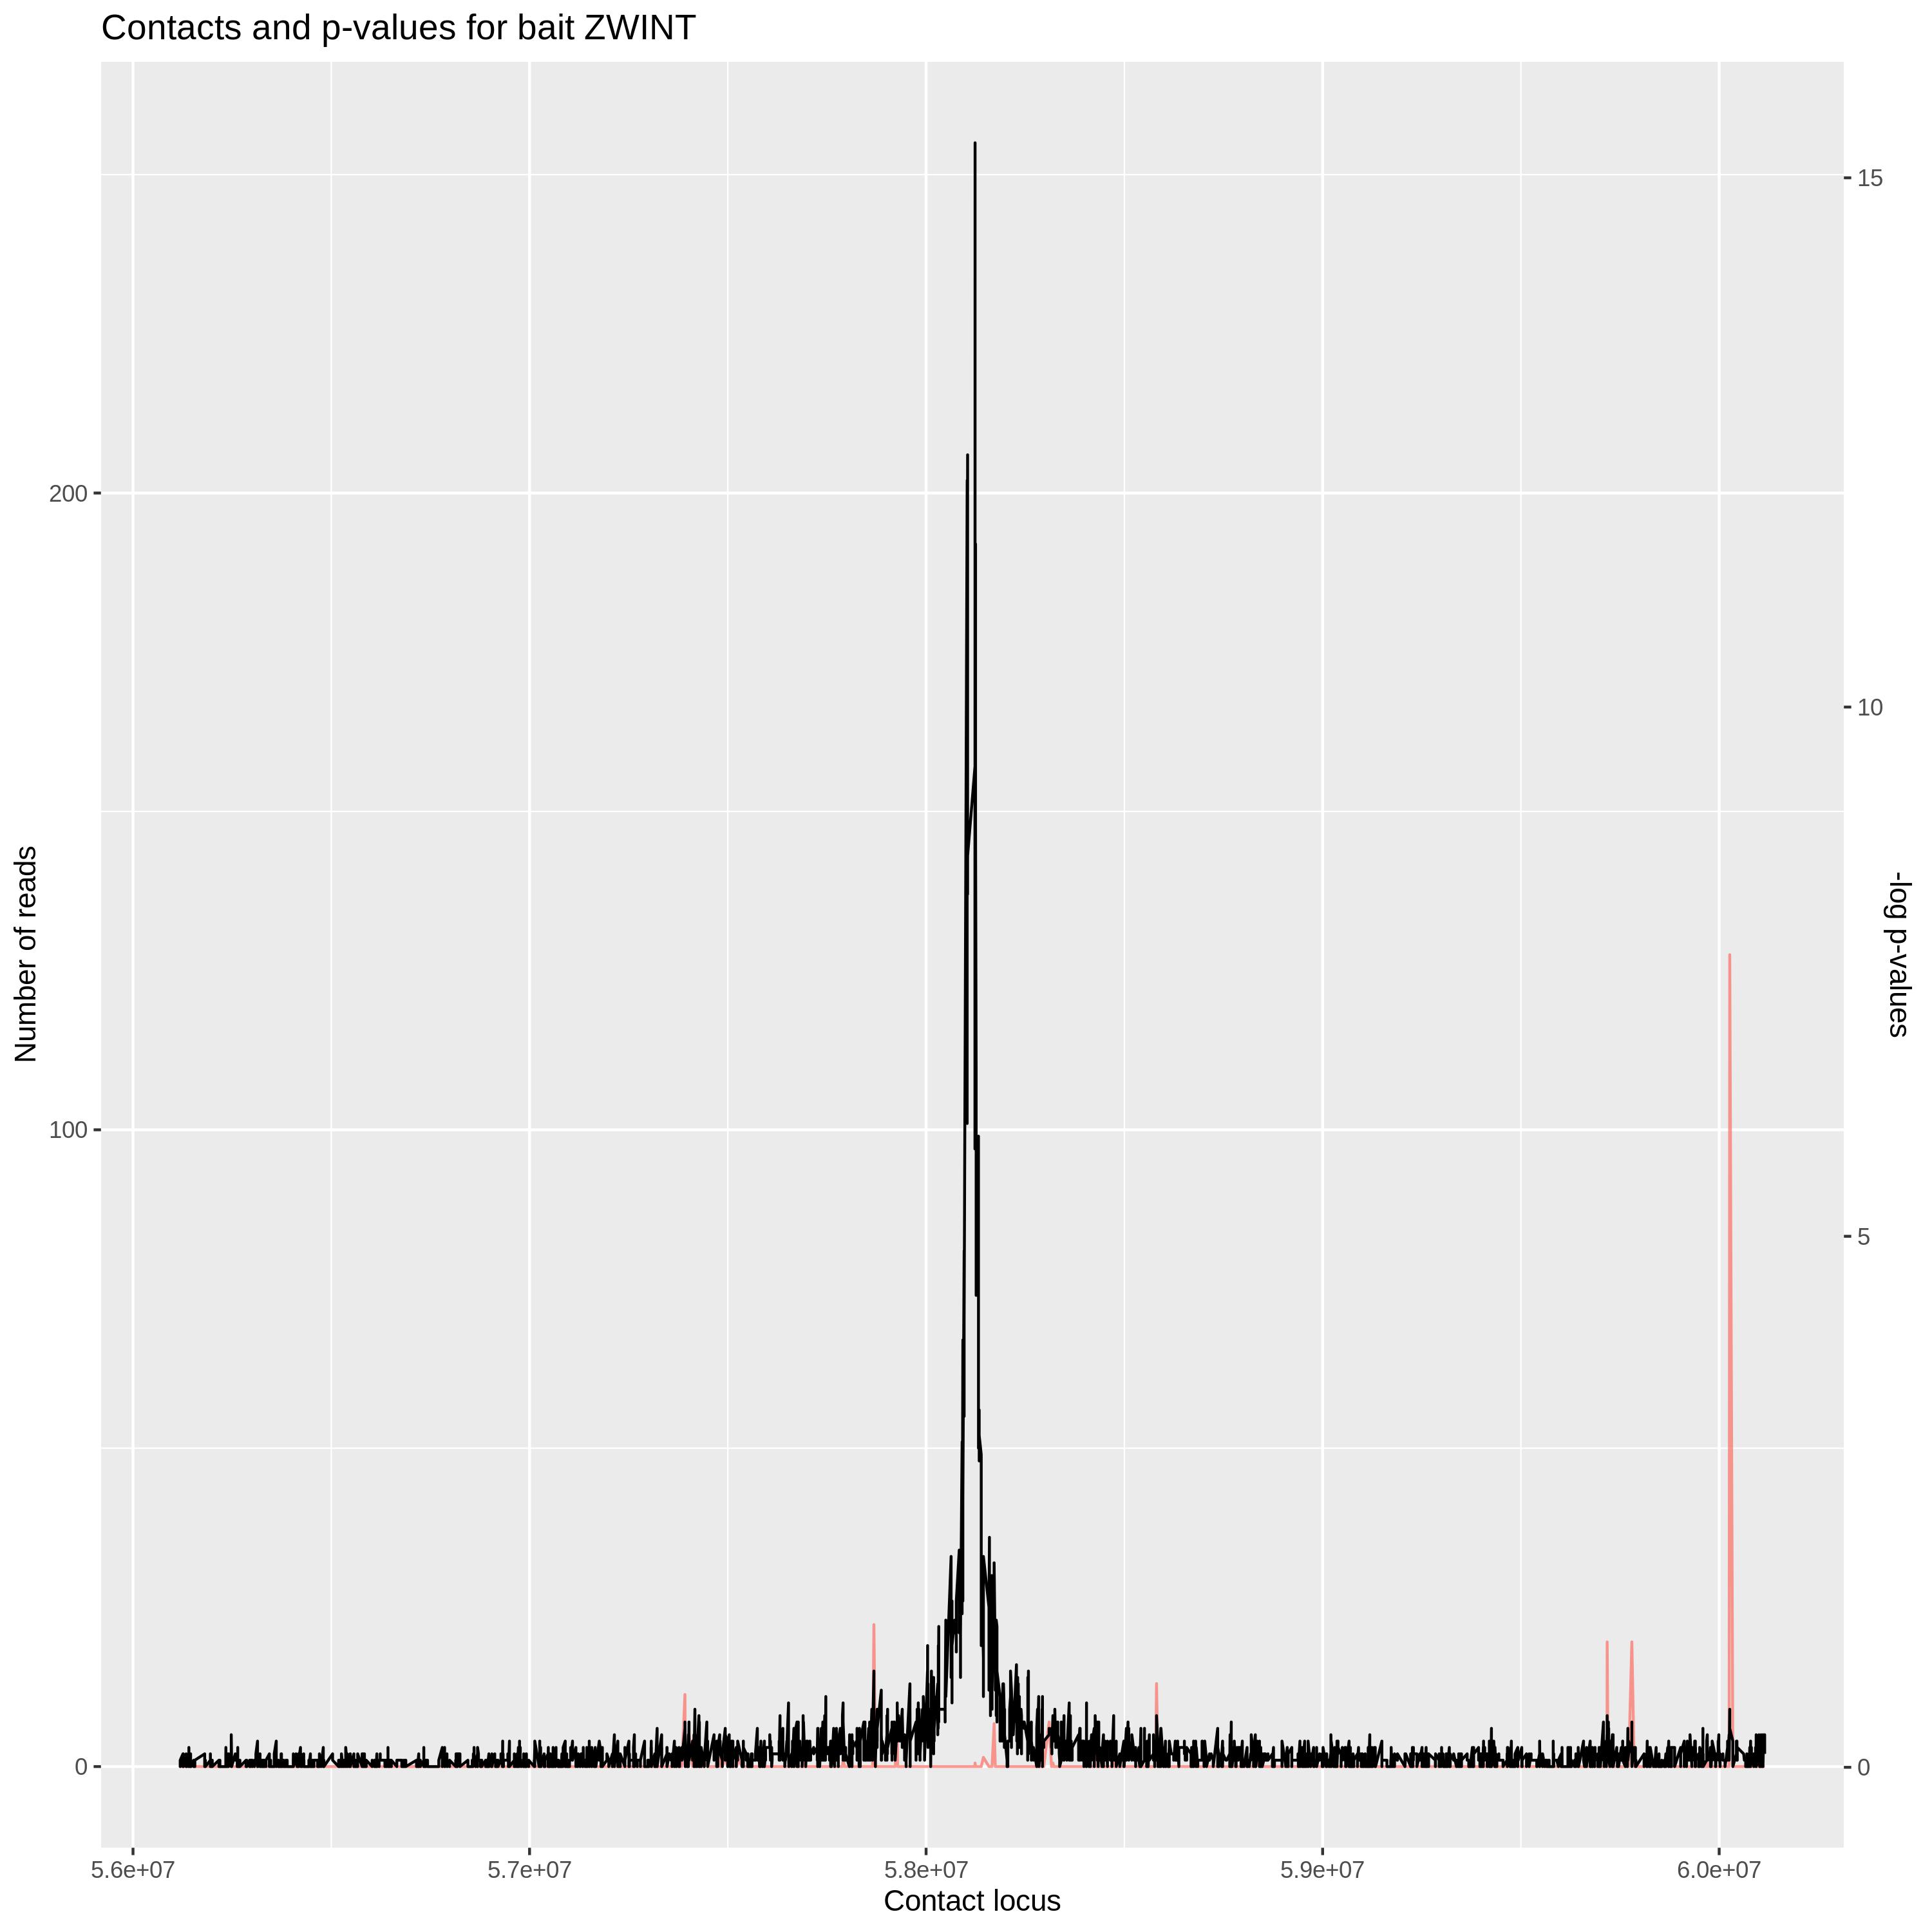 Contacts and p-values for bait ZWINT
15
200
10
Number of reads
-log p-values
100
5
0
0
5.6e+07
5.7e+07
5.8e+07
5.9e+07
6.0e+07
Contact locus